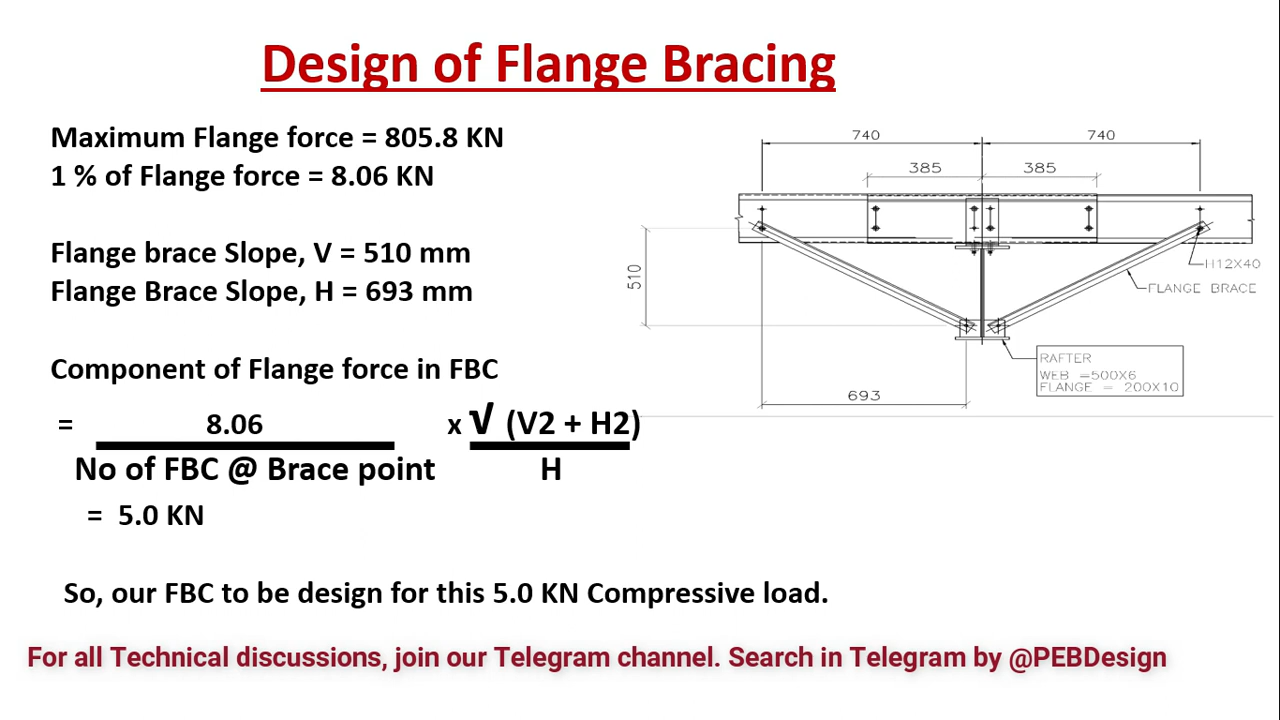 Design of Flange Bracing
Maximum Flange force = 805.8 KN
1 % of Flange force = 8.06 KN
Flange brace Slope, V = 510 mm
Flange Brace Slope, H = 693 mm
Component of Flange force in FBC
= 8.06 x √ (V2 + H2)
No of FBC @ Brace point H
= 5.0 KN
So, our FBC to be design for this 5.0 KN Compressive load.
For all Technical discussions, join our Telegram channel. Search in Telegram by @PEBDesign
740 740
385 385
510
H12X40
FLANGE BRACE
RAFTER
WEB =500X6
FLANGE = 200X10
693